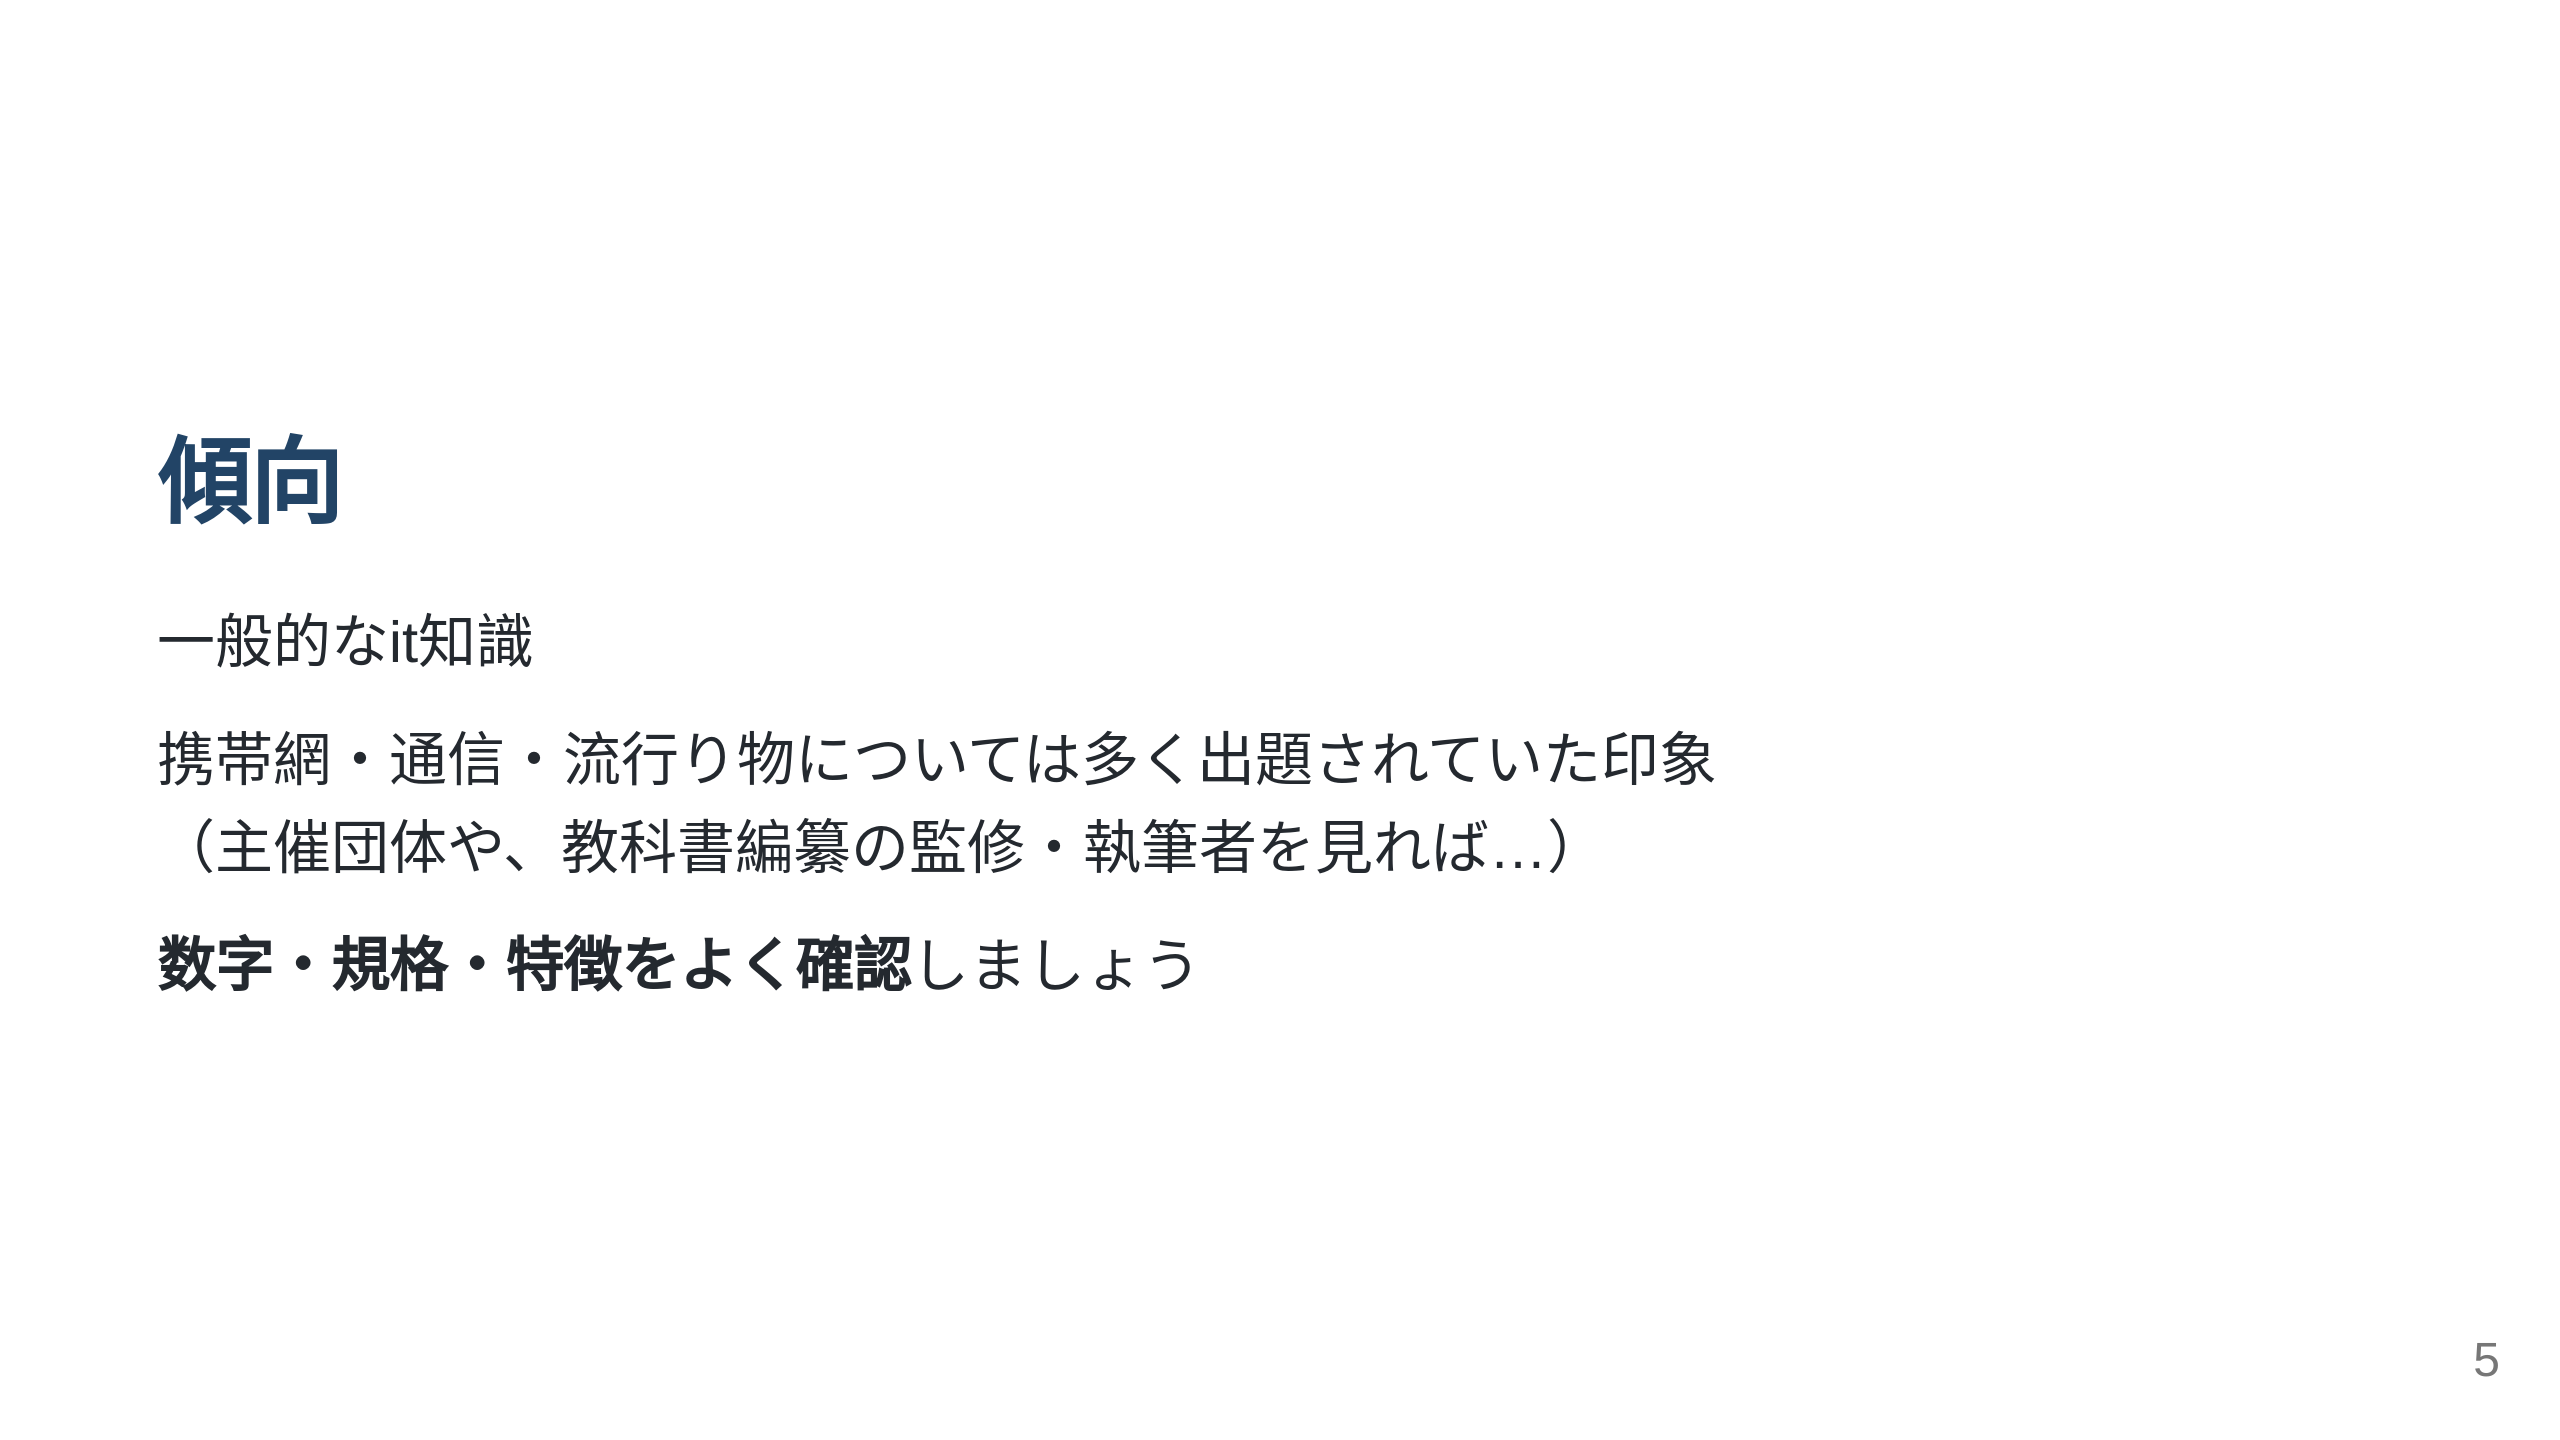 傾向
一般的なit知識
携帯網・通信・流行り物については多く出題されていた印象
（主催団体や、教科書編纂の監修・執筆者を見れば…）
数字・規格・特徴をよく確認しましょう
5